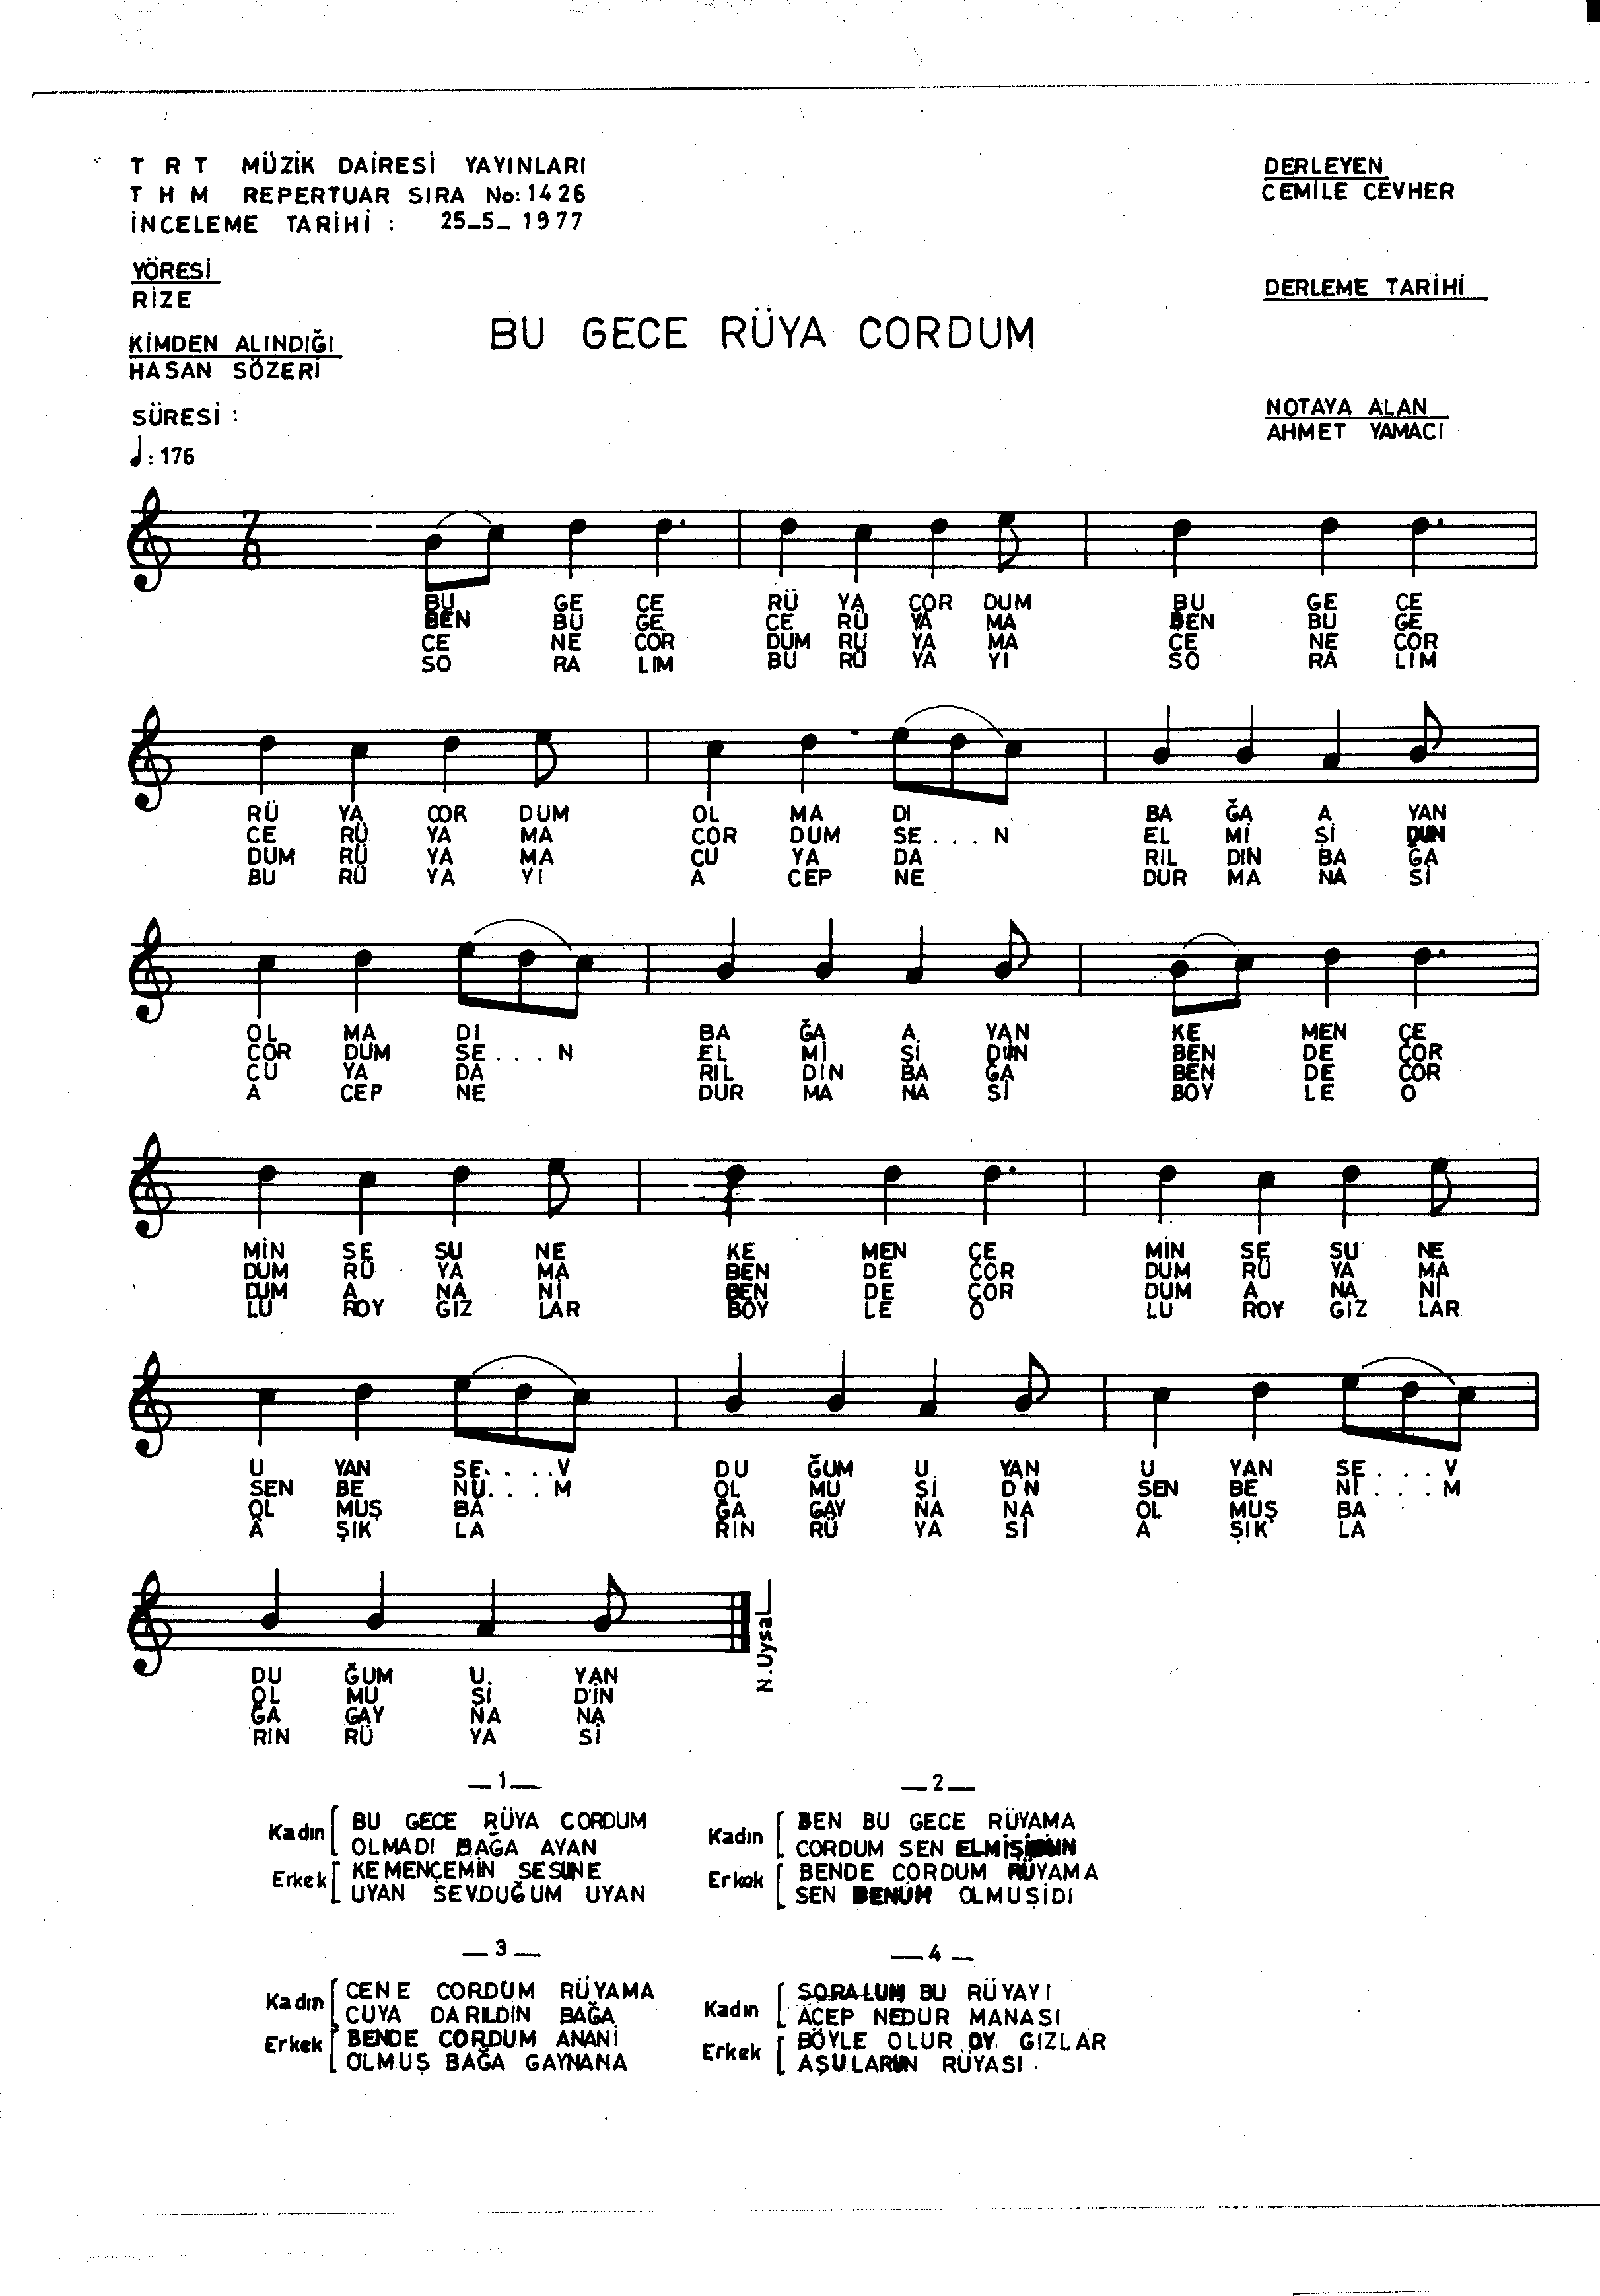 T R T MÜZİK DAİRESİ YAYINLARI
T H M REPERTUAR SIRA No: 1426
İNCELEME TARİHİ : 25-5-1977
DERLEYEN
CEMİLE CEVHER
YÖRESİ
RİZE
DERLEME TARİHİ
BU GECE RÜYA CORDUM
KİMDEN ALINDIĞI
HASAN SÖZERİ
SÜRESİ :
NOTAYA ALAN
AHMET YAMACI
: 176
7
8
BU GE CE RÜ YA COR DUM BU GE CE
BEN BU GE CE RÜ YA MA BEN BU GE
CE NE COR DUM RU YA MA CE NE COR
SO RA LIM BU RÜ YA YI SO RA LIM
RÜ YA COR DUM OL MA DI BA ĞA A YAN
CE RÜ YA MA COR DUM SE... N EL Mİ Şİ DUN
DUM RÜ YA MA CU YA DA RIL DIN BA ĞA
BU RÜ YA YI A CEP NE DUR MA NA Sİ
OL MA DI BA ĞA A. YAN KE MEN ÇE
COR DUM SE... N EL Mİ Şİ DÜN BEN DE COR
CU YA DA RIL DIN BA GA BEN DE COR
A. CEP NE DUR MA NA Sİ BOY LE O
MİN SE SU NE KE MEN ÇE MİN SE SU NE
DUM RÜ YA MA BEN DE COR DUM RÜ YA MA
DUM A NA Nİ BEN DE COR DUM A NA Nİ
LU ROY GIZ LAR BOY LE O LU ROY GIZ LAR
U YAN SE. . . .V DU ĞUM U. YAN U YAN SE . . . V
SEN BE NÜ. . . M OL MU Şİ DN SEN BE Nİ . . . M
OL MUŞ BA ĞA GAY NA NA OL MUŞ BA
A ŞIK LA RIN RÜ YA Sİ A ŞIK LA
DU ĞUM U. YAN
OL MU Şİ D'İN
ĞA GAY NA NA
RIN RÜ YA Sİ
N. Uysal
—1—
Kadın BU GECE RÜYA CORDUM
OLMADI BAĞA AYAN
Erkek KEMENÇEMİN SESUNE
UYAN SEV.DUĞUM UYAN
—2—
Kadın BEN BU GECE RÜYAMA
CORDUM SEN ELMİŞİDUN
Erkek BENDE CORDUM RÜYAMA
SEN BENÜM OLMUŞİDİ
—3—
Kadın CENE CORDUM RÜYAMA
CUYA DARILDIN BAĞA
Erkek BENDE CORDUM ANANİ
OLMUŞ BAĞA GAYNANA
—4—
Kadın SORALUM BU RÜYAYI
ACEP NEDUR MANASI
Erkek BÖYLE OLUR OY. GIZLAR
RÜYASI.